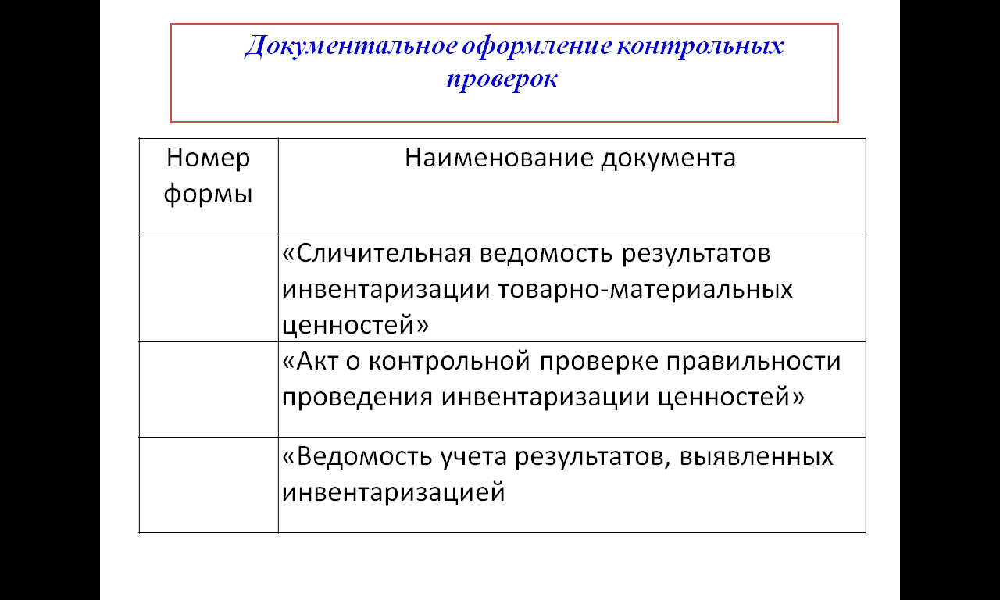 Документальное оформление контрольных
проверок
Номер
формы
Наименование документа
«Сличительная ведомость результатов
инвентаризации товарно-материальных
ценностей»
«Акт о контрольной проверке правильности
проведения инвентаризации ценностей»
«Ведомость учета результатов, выявленных
инвентаризацией